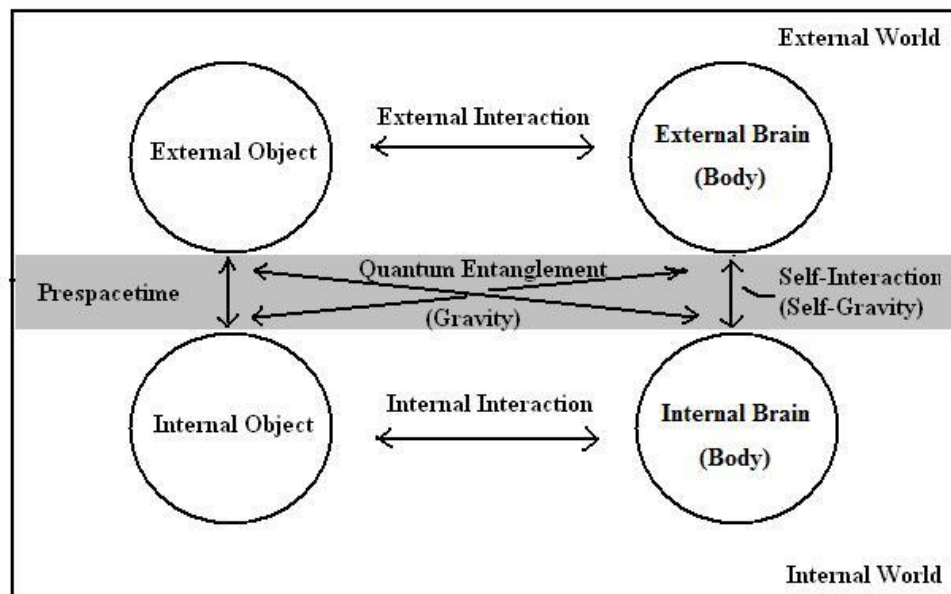 External World
External Interaction
External Object
External Brain
(Body)
Quantum Entanglement
Prespacetime
Self-Interaction
(Self-Gravity)
(Gravity)
Internal Interaction
Internal Object
Internal Brain
(Body)
Internal World